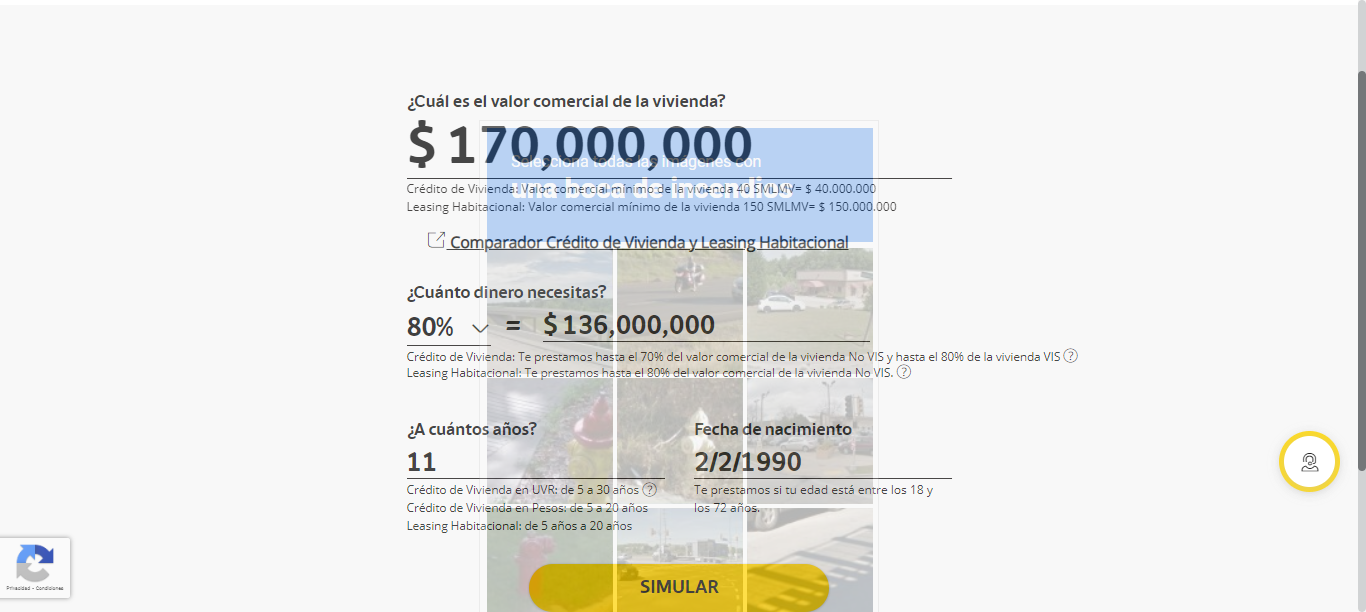 ¿Cuál es el valor comercial de la vivienda?
$ 170,000,000
Selecciona todas las imágenes con
una boca de incendios
Crédito de Vivienda: Valor comercial mínimo de la vivienda 40 SMLMV= $ 40.000.000
Leasing Habitacional: Valor comercial mínimo de la vivienda 150 SMLMV= $ 150.000.000
Comparador Crédito de Vivienda y Leasing Habitacional
¿Cuánto dinero necesitas?
80% = $ 136,000,000
Crédito de Vivienda: Te prestamos hasta el 70% del valor comercial de la vivienda No VIS y hasta el 80% de la vivienda VIS ?
Leasing Habitacional: Te prestamos hasta el 80% del valor comercial de la vivienda No VIS. ?
¿A cuántos años?
11
Crédito de Vivienda en UVR: de 5 a 30 años ?
Crédito de Vivienda en Pesos: de 5 a 20 años
Leasing Habitacional: de 5 años a 20 años
Fecha de nacimiento
2/2/1990
Te prestamos si tu edad está entre los 18 y
los 72 años.
SIMULAR
Privacidad - Condiciones